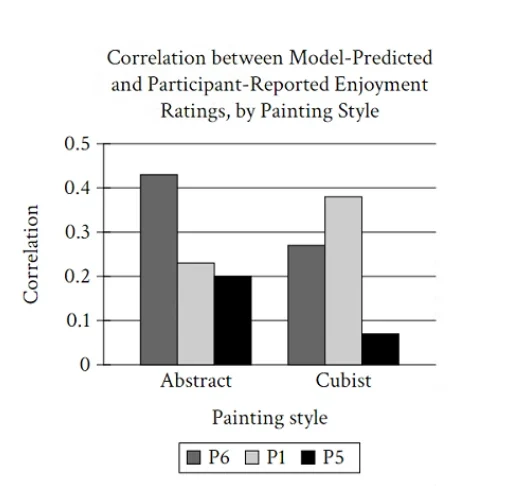 Correlation between Model-Predicted
and Participant-Reported Enjoyment
Ratings, by Painting Style
0.5
0.4
0.3
0.2
0.1
0
Correlation
Abstract Cubist
Painting style
P6 P1 P5